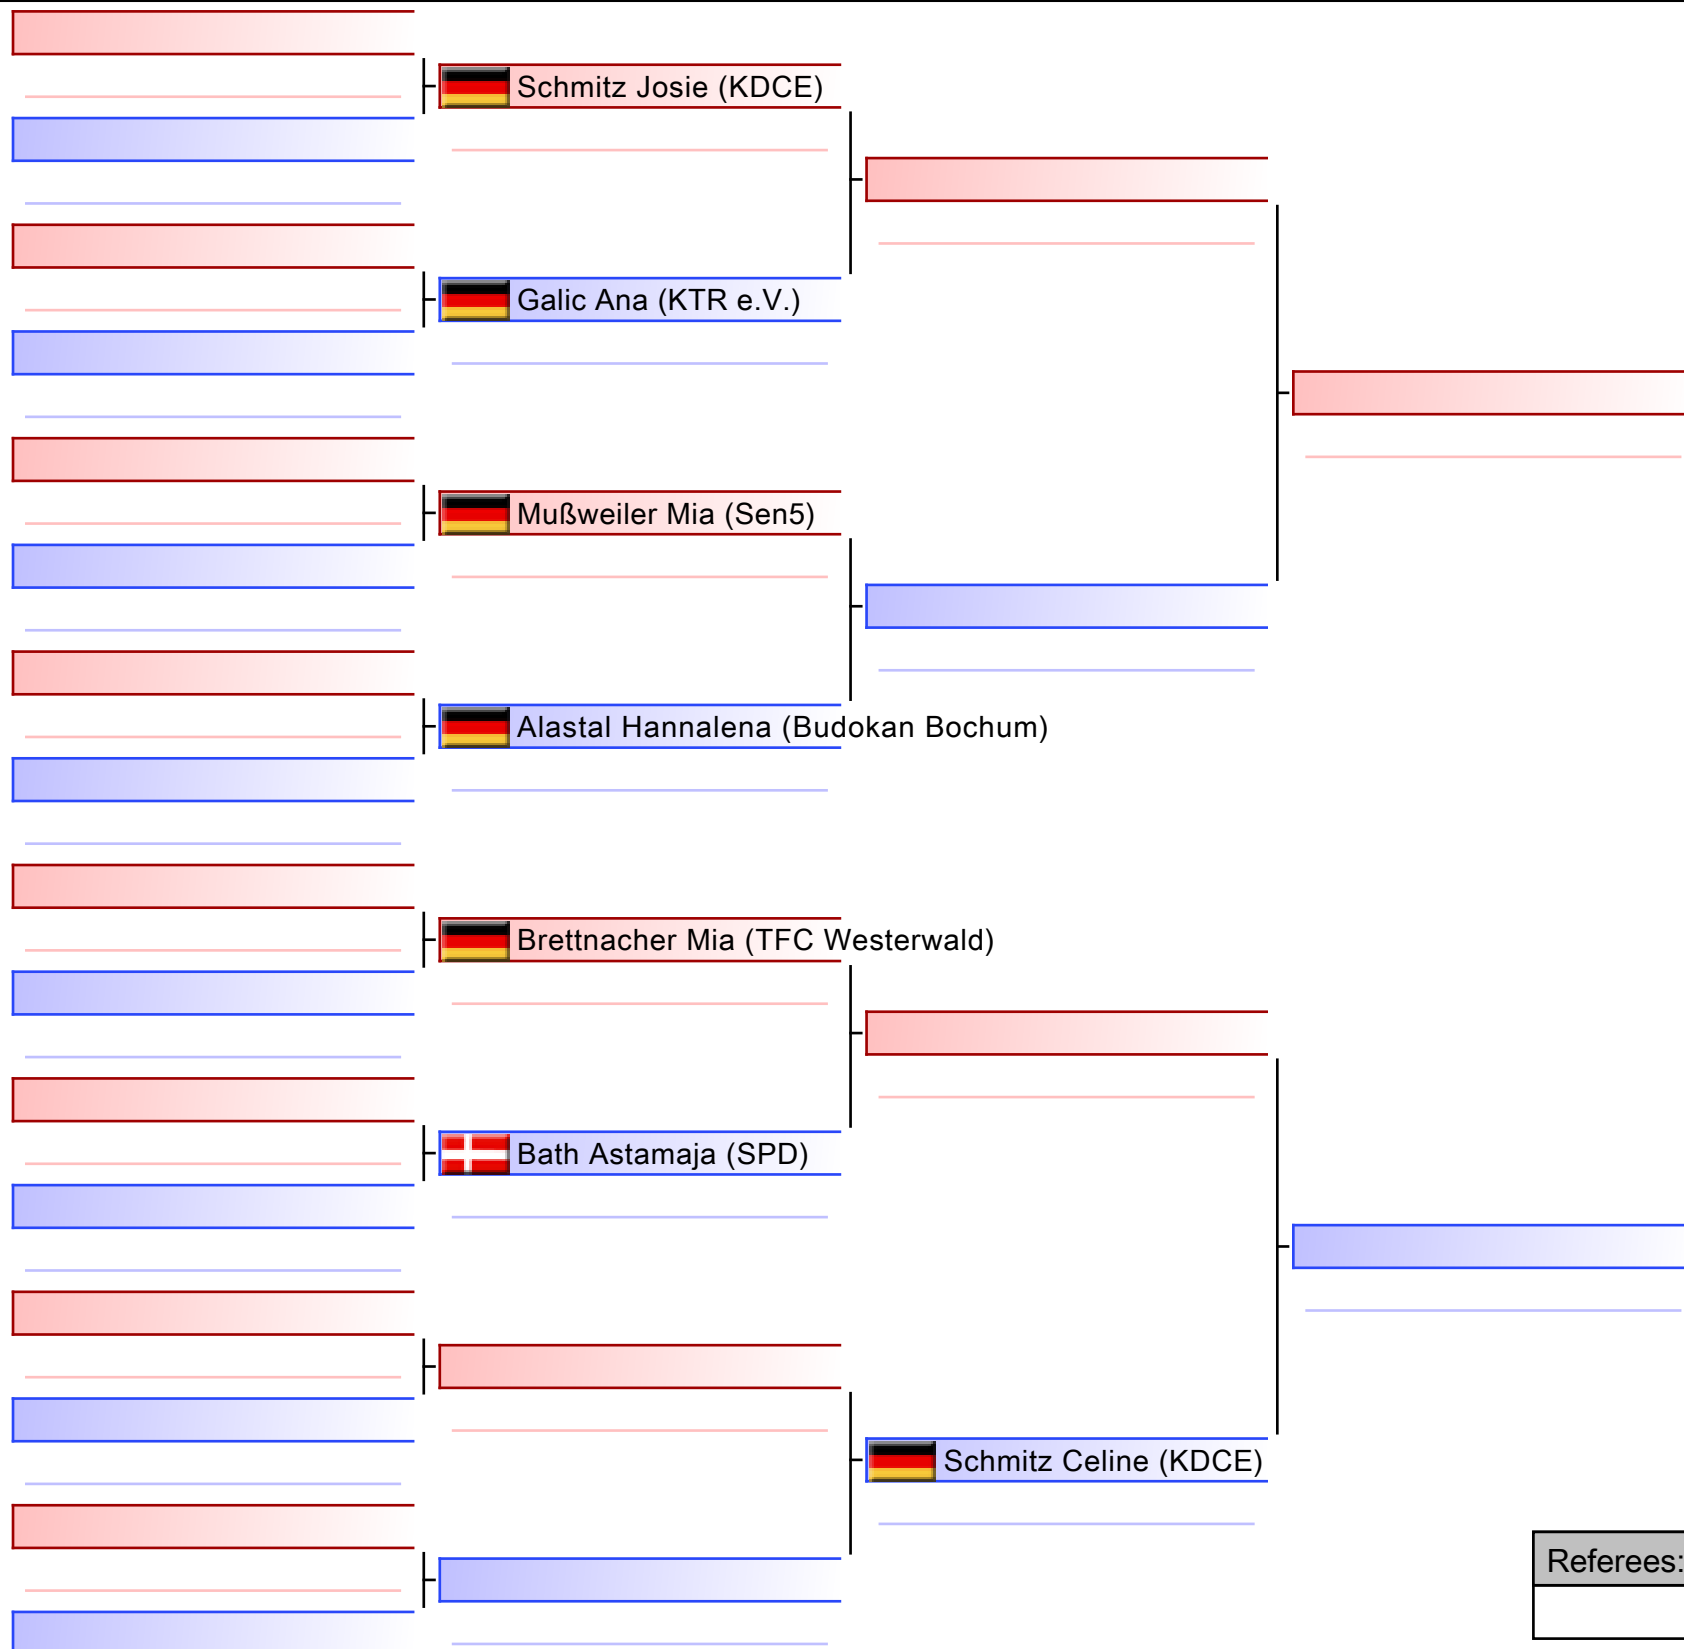 Schmitz Josie (KDCE)
Galic Ana (KTR e.V.)
Mußweiler Mia (Sen5)
Alastal Hannalena (Budokan Bochum)
Brettnacher Mia (TFC Westerwald)
Bath Astamaja (SPD)
Schmitz Celine (KDCE)
Referees: